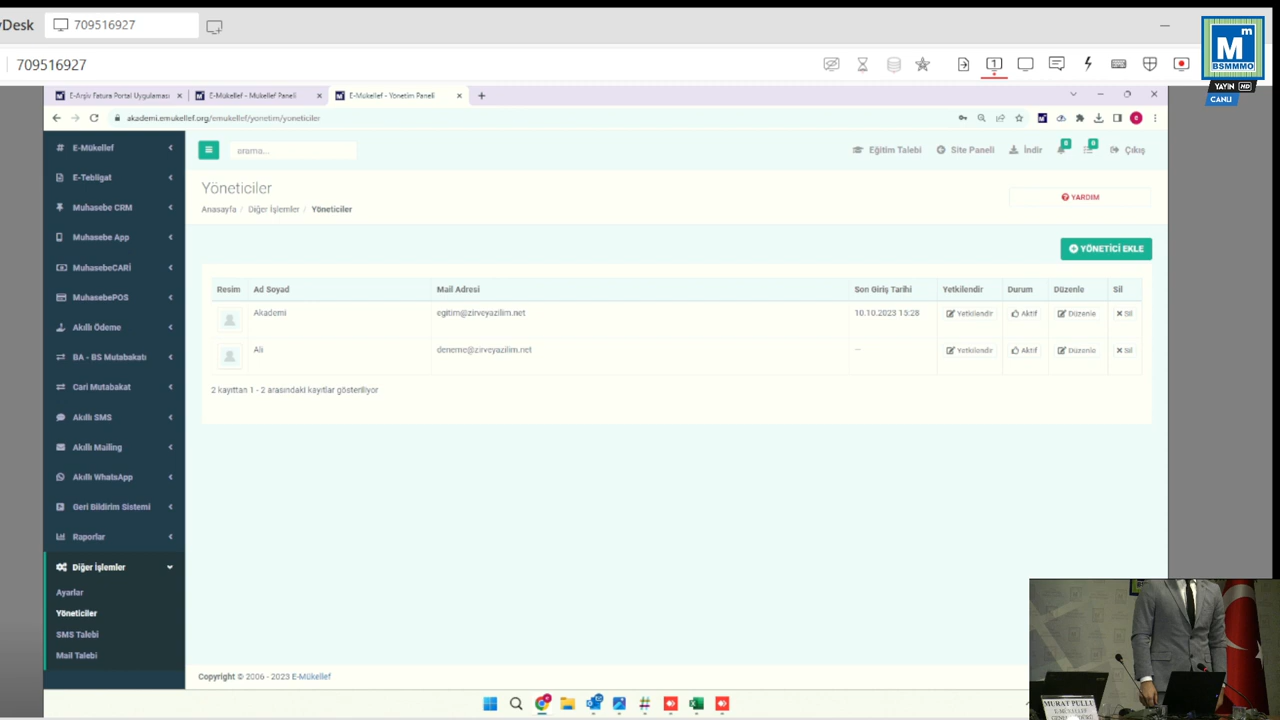 yDesk 709516927
709516927
M m
BSMMMO
YAYIN HD
CANLI
E-Arşiv Fatura Portal Uygulaması E-Mükellef - Mükellef Paneli E-Mükellef - Yönetim Paneli
akademi.emukellef.org/emukellef/yonetim/yoneticiler
E-Mükellef
E-Tebligat
Muhasebe CRM
Muhasebe App
MuhasebeCARİ
MuhasebePOS
Akıllı Ödeme
BA - BS Mutabakatı
Cari Mutabakat
Akıllı SMS
Akıllı Mailing
Akıllı WhatsApp
Geri Bildirim Sistemi
Raporlar
Diğer İşlemler
Ayarlar
Yöneticiler
SMS Talebi
Mail Talebi
arama...
Eğitim Talebi Site Paneli İndir 0 0 Çıkış
Yöneticiler
Anasayfa / Diğer İşlemler / Yöneticiler
YARDIM
YÖNETİCİ EKLE
Resim Ad Soyad Mail Adresi Son Giriş Tarihi Yetkilendir Durum Düzenle Sil
Akademi egitim@zirveyazilim.net 10.10.2023 15:28 Yetkilendir Aktif Düzenle Sil
Ali deneme@zirveyazilim.net --- Yetkilendir Aktif Düzenle Sil
2 kayıttan 1 - 2 arasındaki kayıtlar gösteriliyor
Copyright © 2006 - 2023 E-Mükellef
MURAT PULLU
E-MÜKELLEF